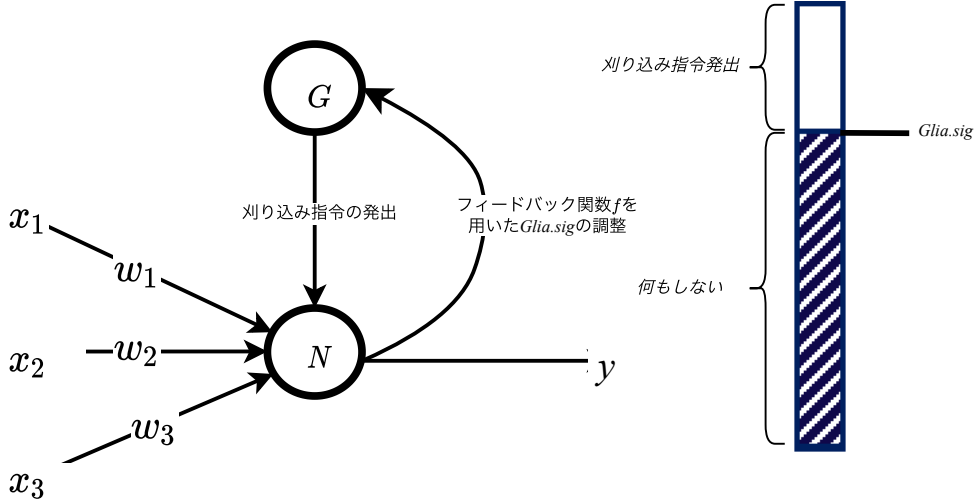 G
刈り込み指令の発出
フィードバック関数fを
用いたGlia.sigの調整
x1
w1
x2
w2
N
y
w3
x3
刈り込み指令発出
Glia.sig
何もしない